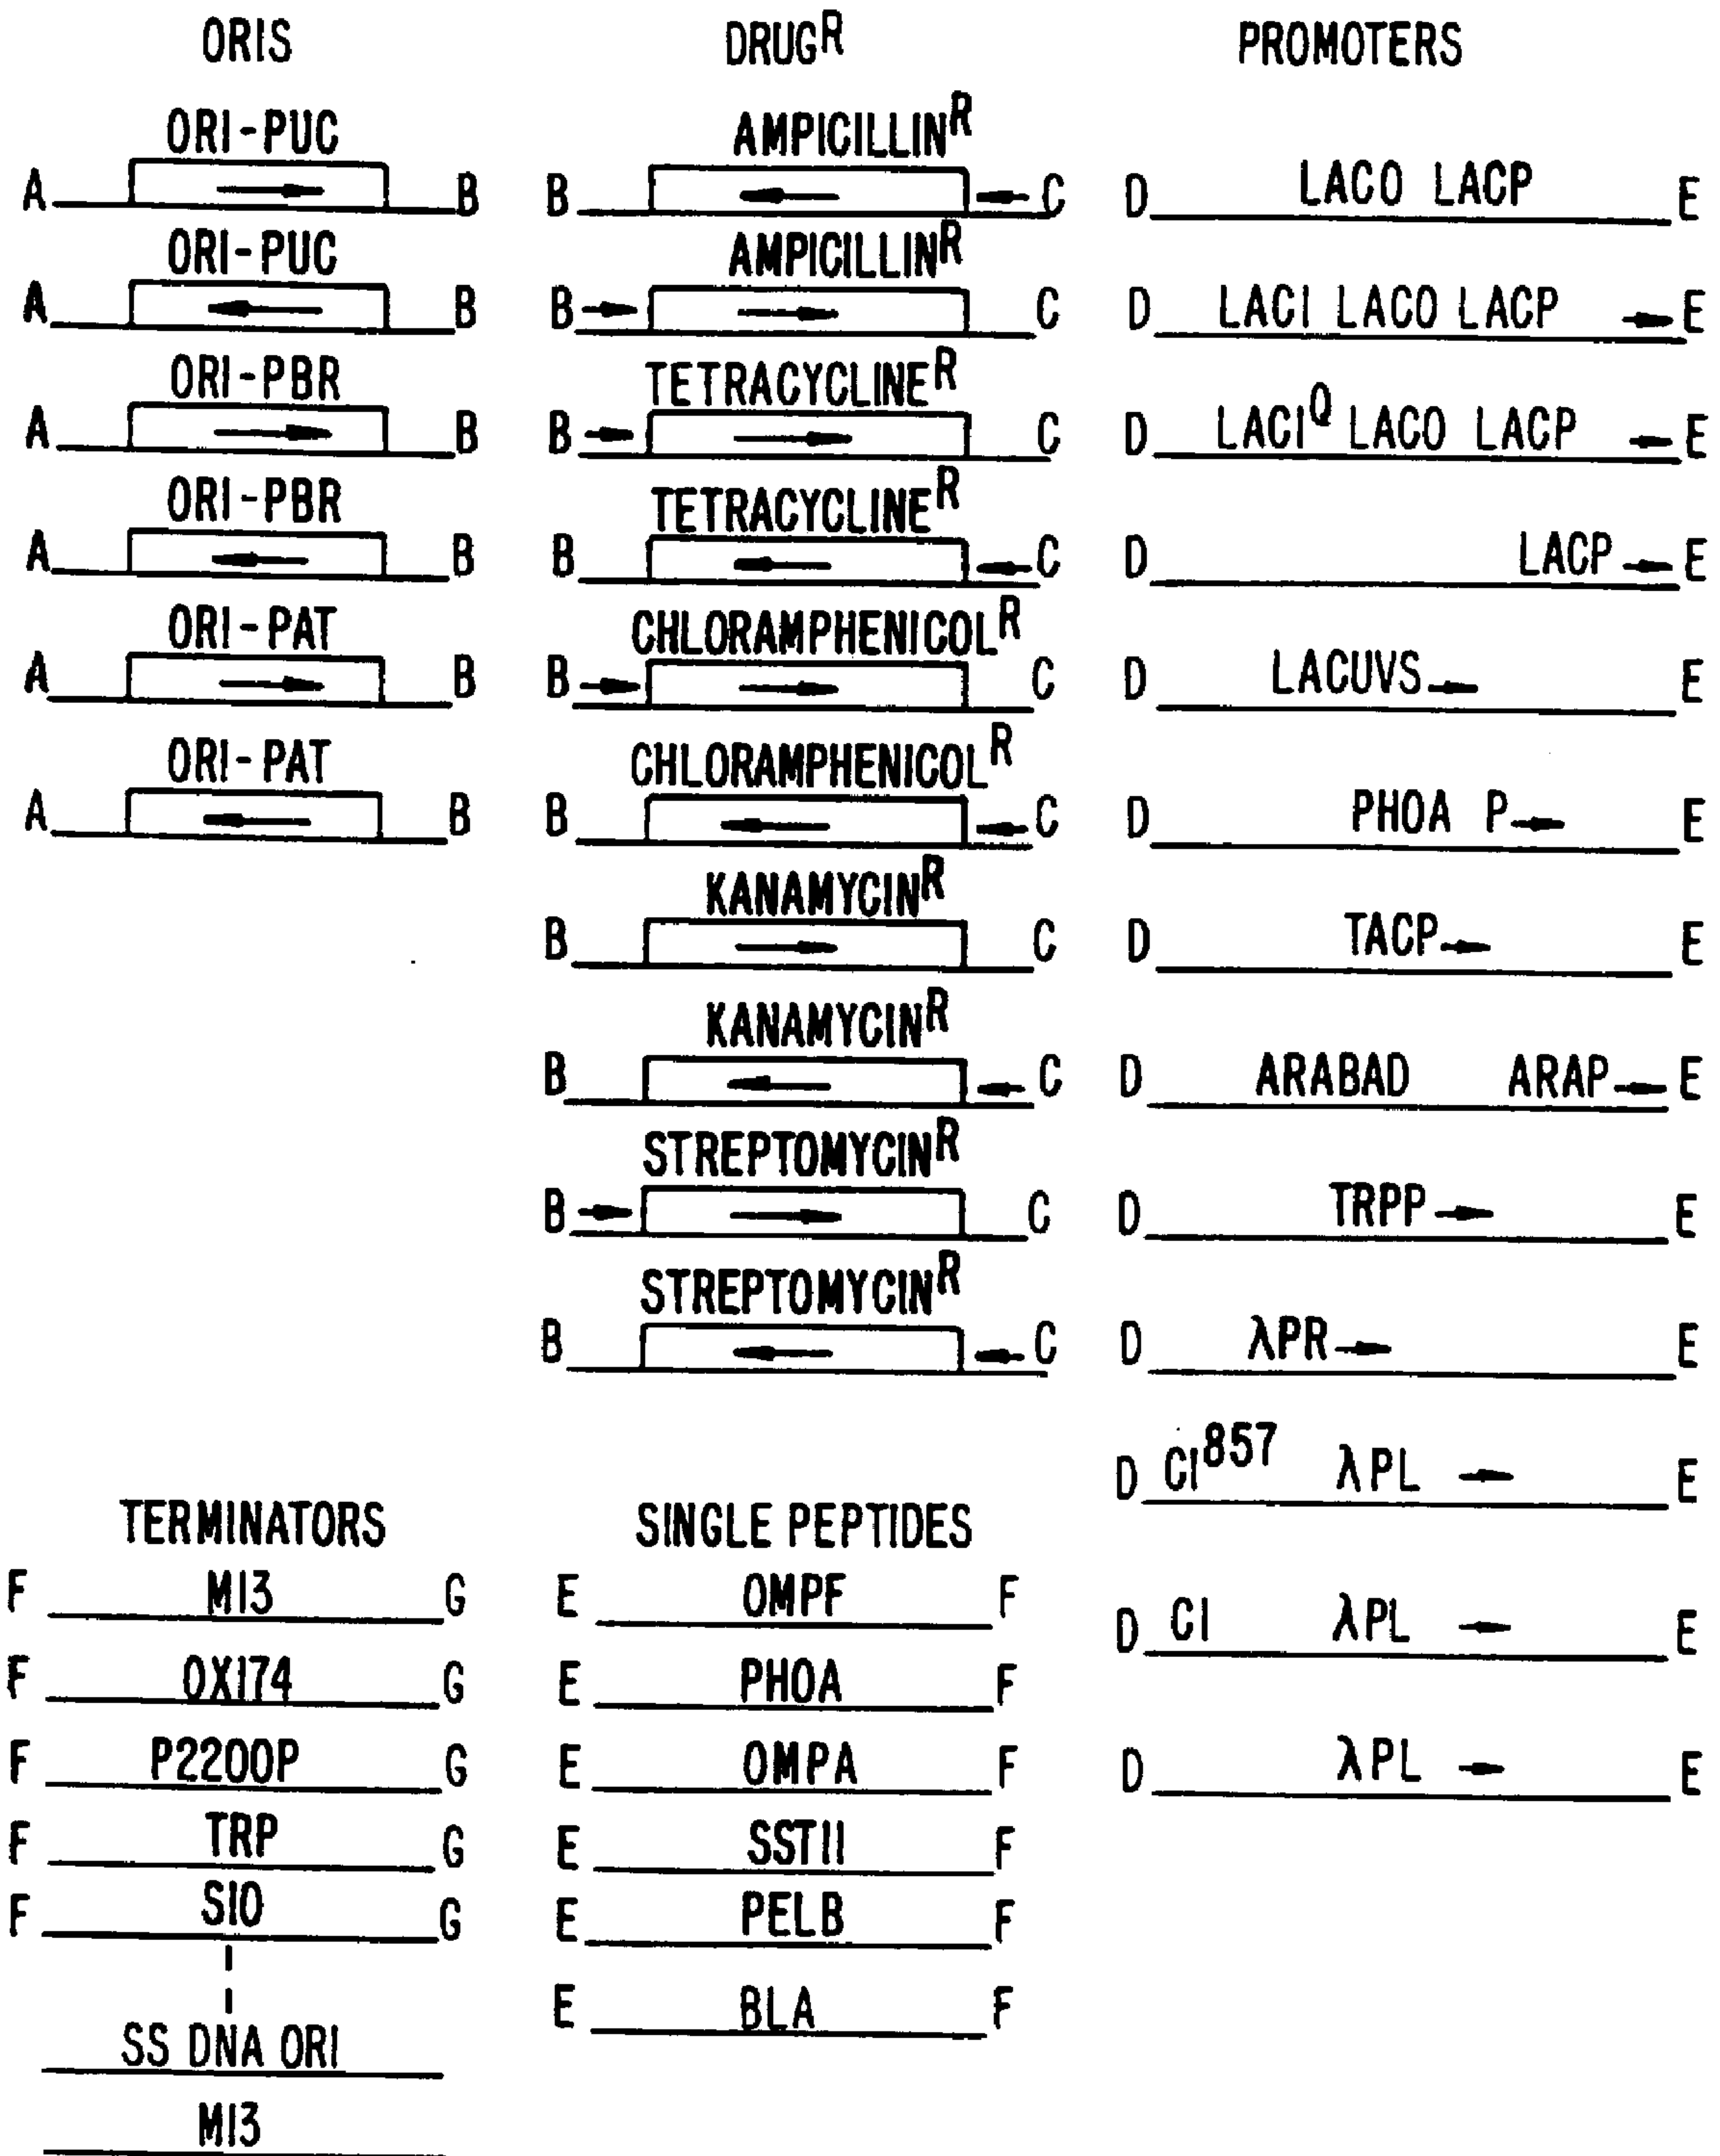 ORIS
ORI-PUC
A B
ORI-PUC
A B
ORI-PBR
A B
ORI-PBR
A B
ORI-PAT
A B
ORI-PAT
A B
DRUGR
AMPICILLINR
B C
AMPICILLINR
B C
TETRACYCLINER
B C
TETRACYCLINER
B C
CHLORAMPHENICOLR
B C
CHLORAMPHENICOLR
B C
KANAMYCINR
B C
KANAMYCINR
B C
STREPTOMYCINR
B C
STREPTOMYCINR
B C
PROMOTERS
D LACO LACP E
D LACI LACO LACP E
D LACIQ LACO LACP E
D LACP E
D LACUVS E
D PHOA P E
D TACP E
D ARABAD ARAP E
D TRPP E
D λPR E
D CI857 λPL E
D CI λPL E
D λPL E
TERMINATORS
F M13 G
F OX174 G
F P2200P G
F TRP G
F S10 G
SS DNA ORI
M13
SINGLE PEPTIDES
E OMPF F
E PHOA F
E OMPA F
E SSTII F
E PELB F
E BLA F